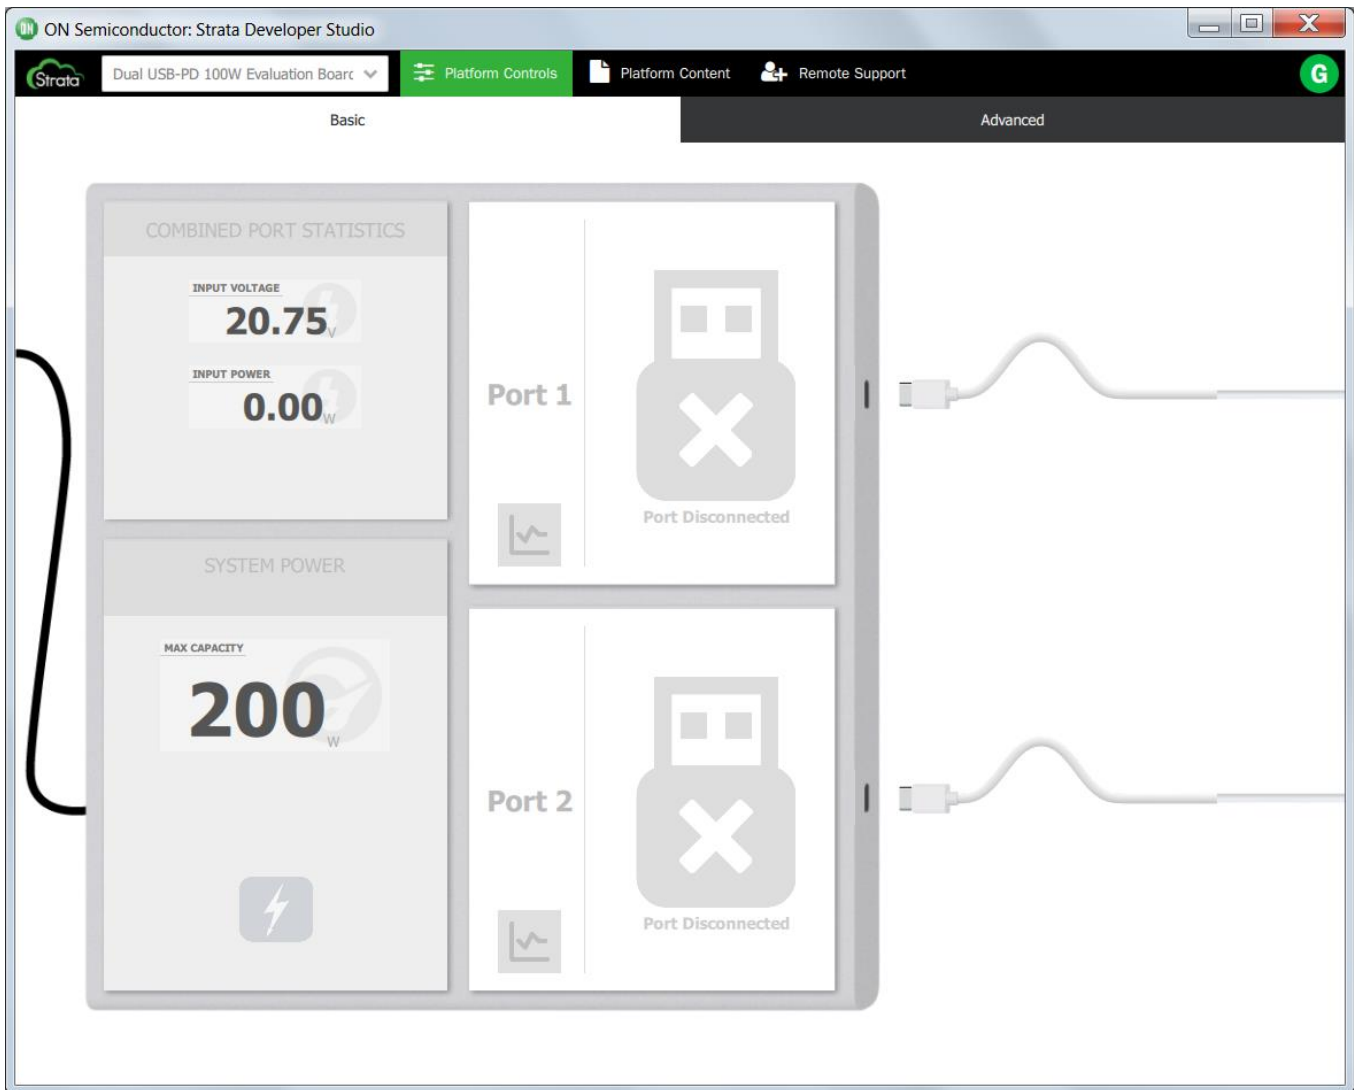 ON Semiconductor: Strata Developer Studio
Strata
Dual USB-PD 100W Evaluation Boarc
Platform Controls
Platform Content
Remote Support
G
Basic
Advanced
COMBINED PORT STATISTICS
INPUT VOLTAGE
20.75 V
INPUT POWER
0.00 W
Port 1
Port Disconnected
SYSTEM POWER
MAX CAPACITY
200 W
Port 2
Port Disconnected